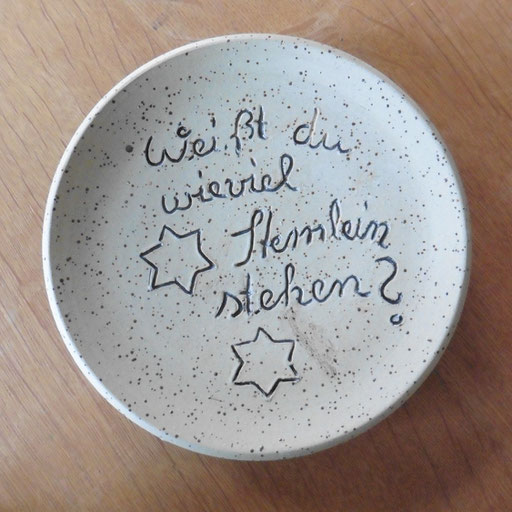 Weißt du
wieviel
Sternlein
stehen?